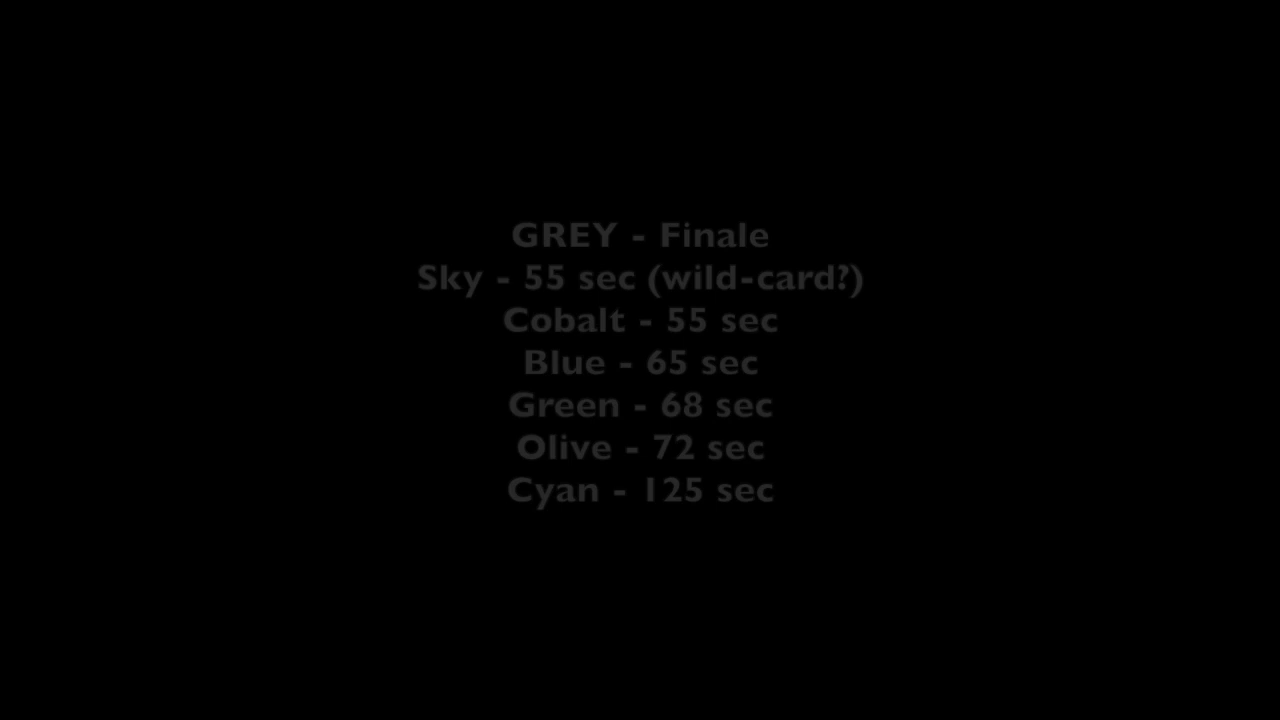 GREY - Finale
Sky - 55 sec (wild-card?)
Cobalt - 55 sec
Blue - 65 sec
Green - 68 sec
Olive - 72 sec
Cyan - 125 sec